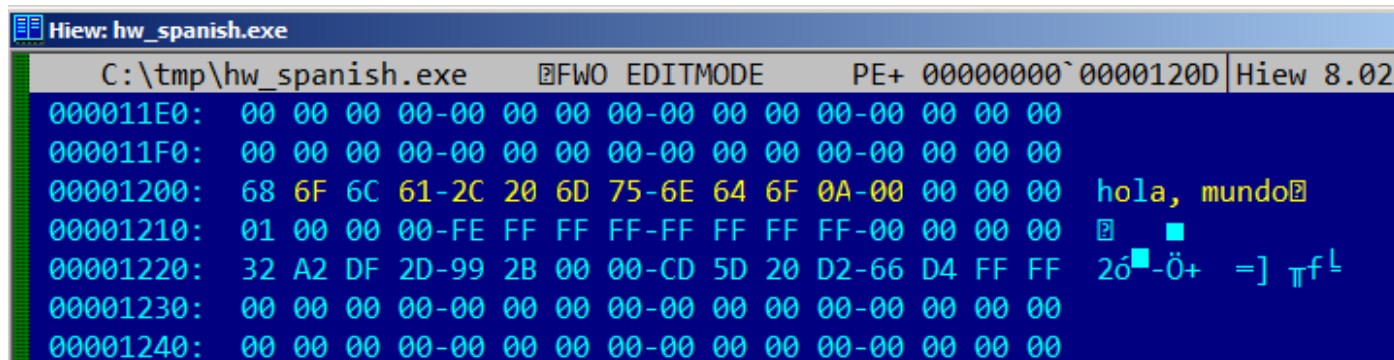 Hiew: hw_spanish.exe
C:\tmp\hw_spanish.exe FWO EDITMODE PE+ 00000000`0000120D Hiew 8.02
000011E0: 00 00 00 00-00 00 00 00-00 00 00 00-00 00 00 00
000011F0: 00 00 00 00-00 00 00 00-00 00 00 00-00 00 00 00
00001200: 68 6F 6C 61-2C 20 6D 75-6E 64 6F 0A-00 00 00 00 hola, mundo
00001210: 01 00 00 00-FE FF FF FF-FF FF FF FF-00 00 00 00 ■
00001220: 32 A2 DF 2D-99 2B 00 00-CD 5D 20 D2-66 D4 FF FF 2ó▀-Ö+ =] ╥f╘
00001230: 00 00 00 00-00 00 00 00-00 00 00 00-00 00 00 00
00001240: 00 00 00 00-00 00 00 00-00 00 00 00-00 00 00 00